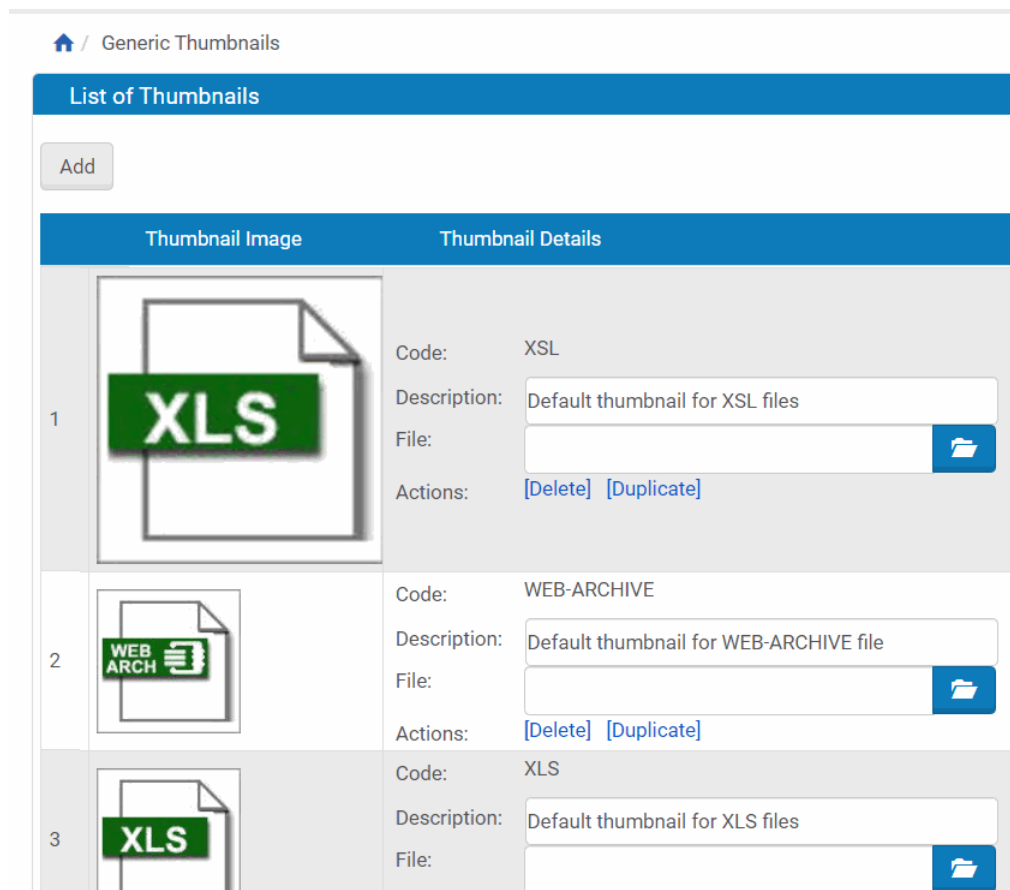 / Generic Thumbnails
List of Thumbnails
Add
Thumbnail Image Thumbnail Details
1
XLS
Code: XSL
Description: Default thumbnail for XSL files
File:
Actions: [Delete] [Duplicate]
2
WEB
ARCH
Code: WEB-ARCHIVE
Description: Default thumbnail for WEB-ARCHIVE file
File:
Actions: [Delete] [Duplicate]
3
XLS
Code: XLS
Description: Default thumbnail for XLS files
File: